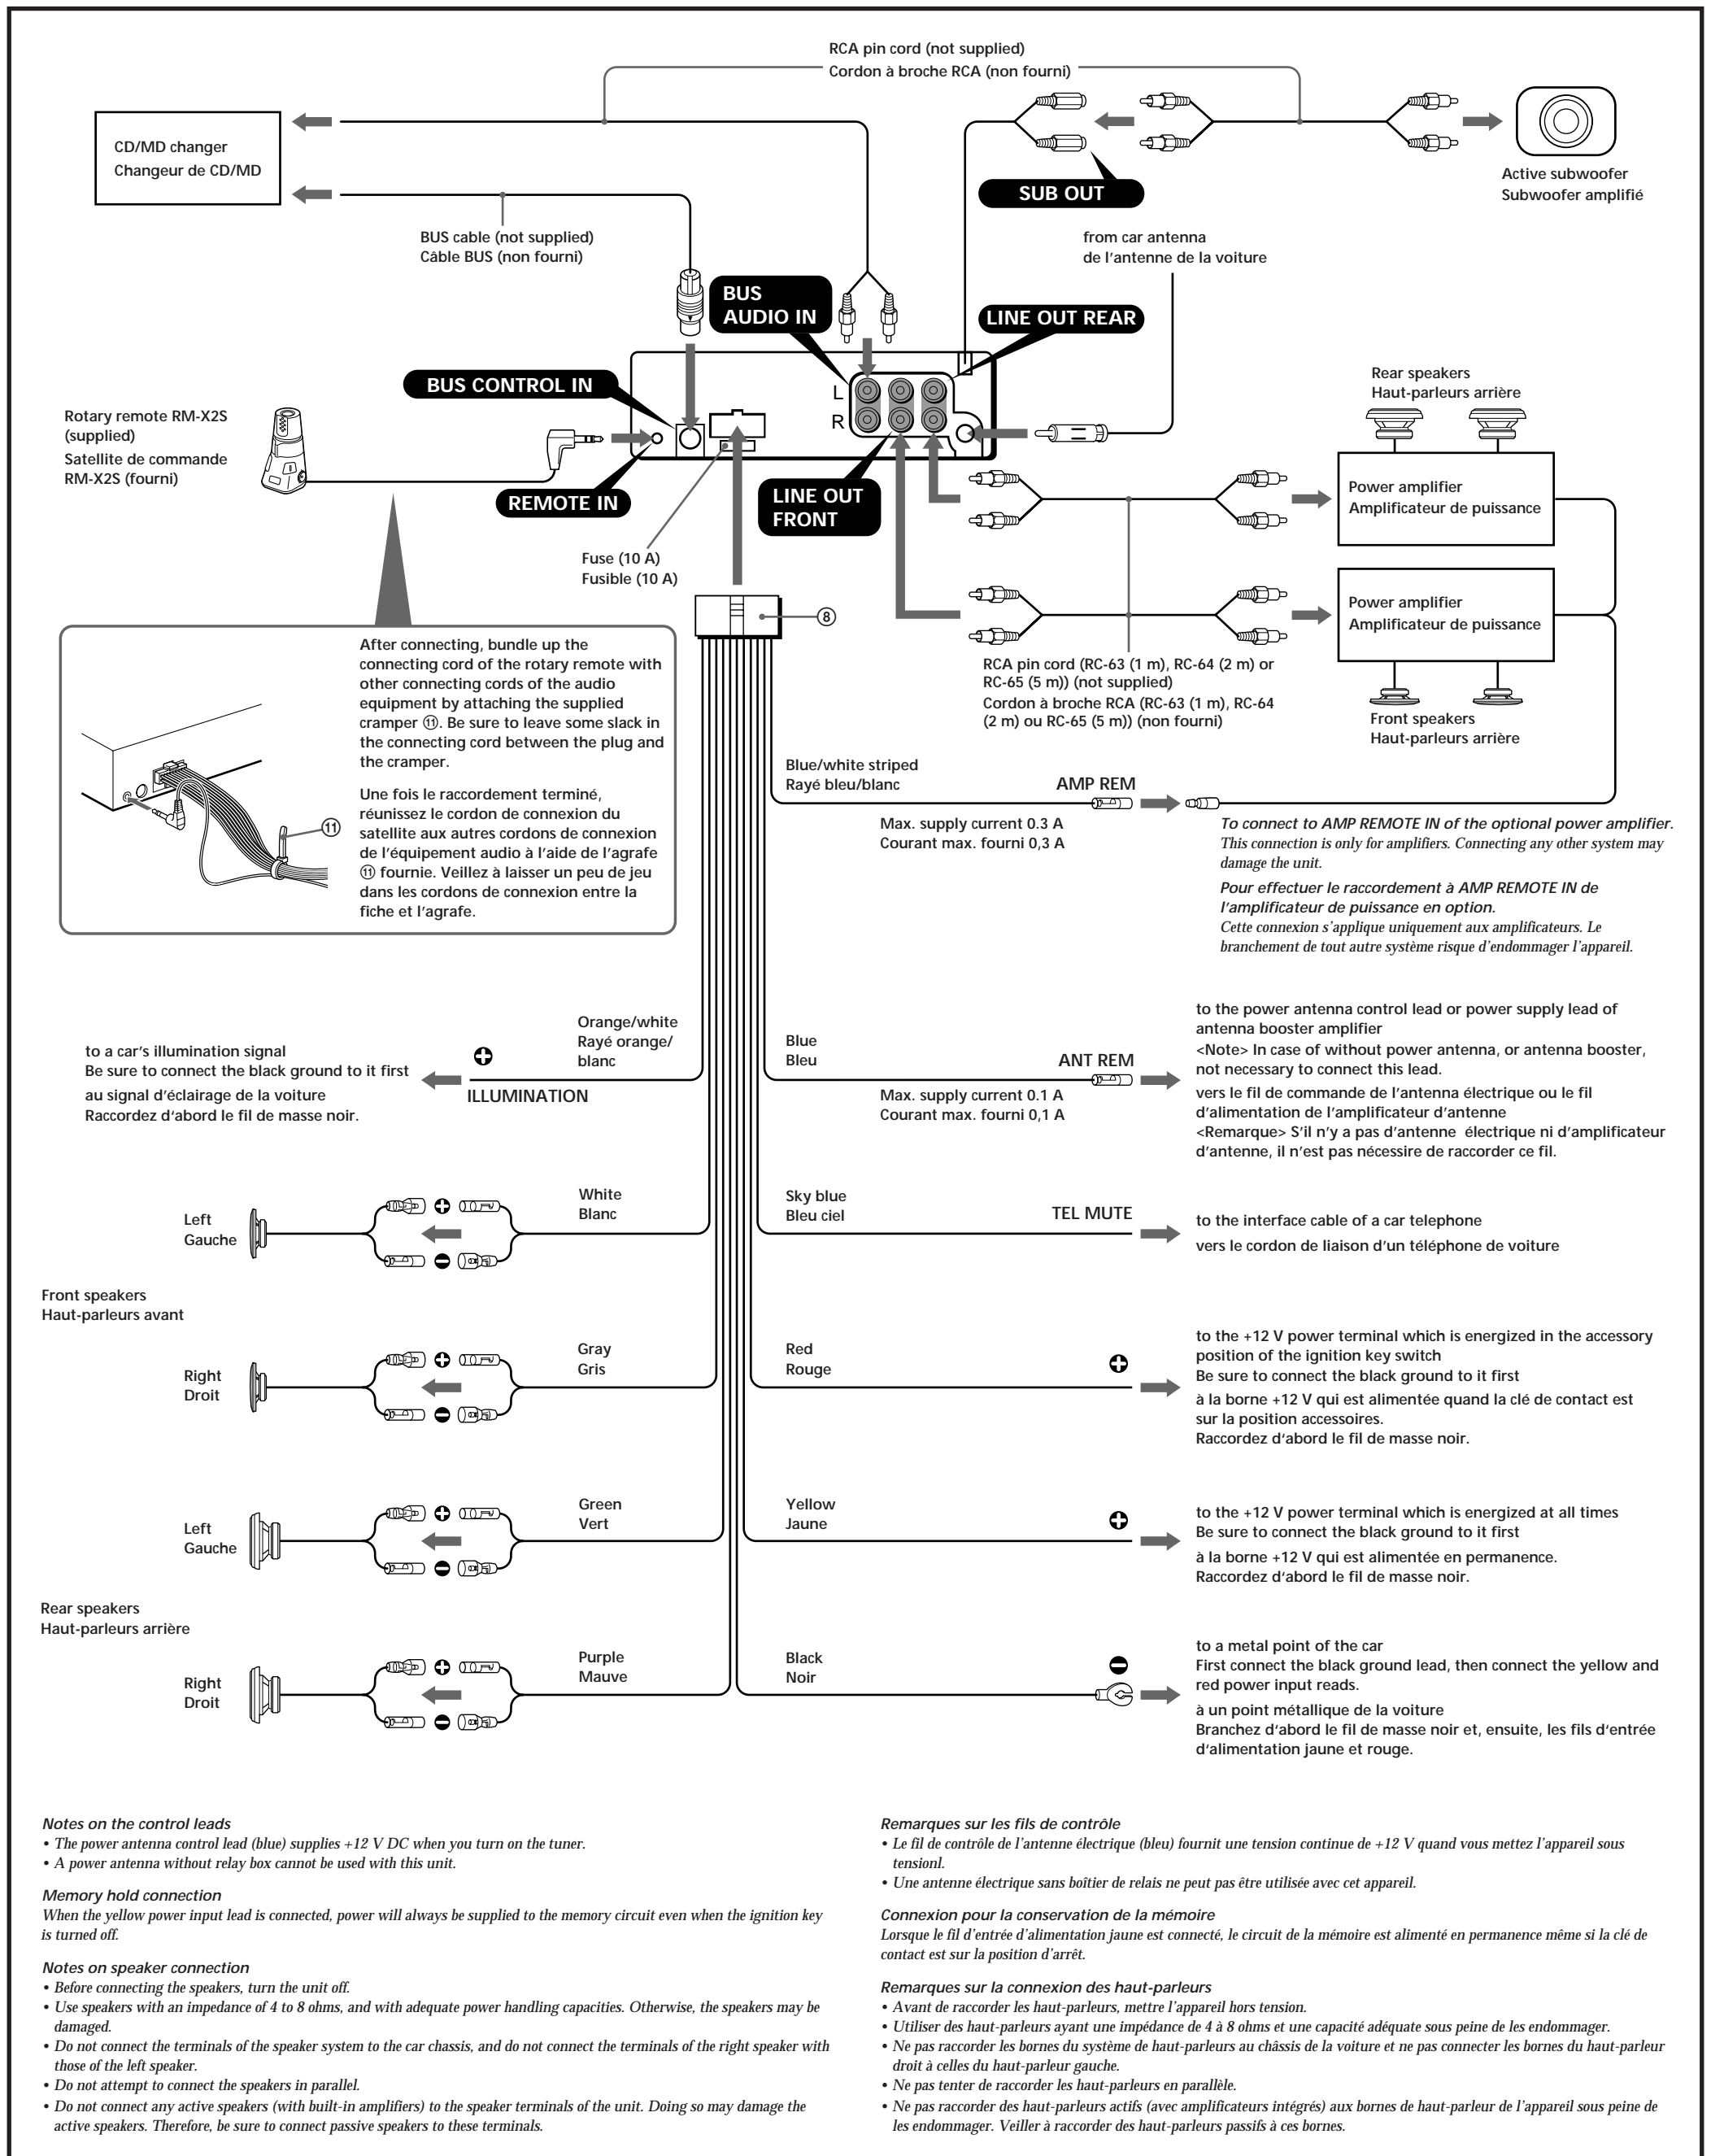 RCA pin cord (not supplied)
Cordon à broche RCA (non fourni)
CD/MD changer
Changeur de CD/MD
SUB OUT
Active subwoofer
Subwoofer amplifié
BUS cable (not supplied)
Câble BUS (non fourni)
from car antenna
de l'antenne de la voiture
BUS
AUDIO IN
LINE OUT REAR
BUS CONTROL IN
L
R
Rear speakers
Haut-parleurs arrière
Rotary remote RM-X2S
(supplied)
Satellite de commande
RM-X2S (fourni)
REMOTE IN
LINE OUT
FRONT
Power amplifier
Amplificateur de puissance
Fuse (10 A)
Fusible (10 A)
⑧
Power amplifier
Amplificateur de puissance
RCA pin cord (RC-63 (1 m), RC-64 (2 m) or
RC-65 (5 m)) (not supplied)
Cordon à broche RCA (RC-63 (1 m), RC-64
(2 m) ou RC-65 (5 m)) (non fourni)
Front speakers
Haut-parleurs arrière
After connecting, bundle up the
connecting cord of the rotary remote with
other connecting cords of the audio
equipment by attaching the supplied
cramper ⑪. Be sure to leave some slack in
the connecting cord between the plug and
the cramper.
Une fois le raccordement terminé,
réunissez le cordon de connexion du
satellite aux autres cordons de connexion
de l'équipement audio à l'aide de l'agrafe
⑪ fournie. Veillez à laisser un peu de jeu
dans les cordons de connexion entre la
fiche et l'agrafe.
⑪
Blue/white striped
Rayé bleu/blanc
AMP REM
Max. supply current 0.3 A
Courant max. fourni 0,3 A
To connect to AMP REMOTE IN of the optional power amplifier.
This connection is only for amplifiers. Connecting any other system may
damage the unit.
Pour effectuer le raccordement à AMP REMOTE IN de
l'amplificateur de puissance en option.
Cette connexion s'applique uniquement aux amplificateurs. Le
branchement de tout autre système risque d'endommager l'appareil.
to a car's illumination signal
Be sure to connect the black ground to it first
au signal d'éclairage de la voiture
Raccordez d'abord le fil de masse noir.
Orange/white
Rayé orange/
blanc
ILLUMINATION
Blue
Bleu
ANT REM
Max. supply current 0.1 A
Courant max. fourni 0,1 A
to the power antenna control lead or power supply lead of
antenna booster amplifier
<Note> In case of without power antenna, or antenna booster,
not necessary to connect this lead.
vers le fil de commande de l'antenna électrique ou le fil
d'alimentation de l'amplificateur d'antenne
<Remarque> S'il n'y a pas d'antenne électrique ni d'amplificateur
d'antenne, il n'est pas nécessire de raccorder ce fil.
Left
Gauche
White
Blanc
Sky blue
Bleu ciel
TEL MUTE
to the interface cable of a car telephone
vers le cordon de liaison d'un téléphone de voiture
Front speakers
Haut-parleurs avant
Right
Droit
Gray
Gris
Red
Rouge
to the +12 V power terminal which is energized in the accessory
position of the ignition key switch
Be sure to connect the black ground to it first
à la borne +12 V qui est alimentée quand la clé de contact est
sur la position accessoires.
Raccordez d'abord le fil de masse noir.
Left
Gauche
Green
Vert
Yellow
Jaune
to the +12 V power terminal which is energized at all times
Be sure to connect the black ground to it first
à la borne +12 V qui est alimentée en permanence.
Raccordez d'abord le fil de masse noir.
Rear speakers
Haut-parleurs arrière
Right
Droit
Purple
Mauve
Black
Noir
to a metal point of the car
First connect the black ground lead, then connect the yellow and
red power input reads.
à un point métallique de la voiture
Branchez d'abord le fil de masse noir et, ensuite, les fils d'entrée
d'alimentation jaune et rouge.
Notes on the control leads
• The power antenna control lead (blue) supplies +12 V DC when you turn on the tuner.
• A power antenna without relay box cannot be used with this unit.
Memory hold connection
When the yellow power input lead is connected, power will always be supplied to the memory circuit even when the ignition key
is turned off.
Notes on speaker connection
• Before connecting the speakers, turn the unit off.
• Use speakers with an impedance of 4 to 8 ohms, and with adequate power handling capacities. Otherwise, the speakers may be
damaged.
• Do not connect the terminals of the speaker system to the car chassis, and do not connect the terminals of the right speaker with
those of the left speaker.
• Do not attempt to connect the speakers in parallel.
• Do not connect any active speakers (with built-in amplifiers) to the speaker terminals of the unit. Doing so may damage the
active speakers. Therefore, be sure to connect passive speakers to these terminals.
Remarques sur les fils de contrôle
• Le fil de contrôle de l'antenne électrique (bleu) fournit une tension continue de +12 V quand vous mettez l'appareil sous
tensionl.
• Une antenne électrique sans boîtier de relais ne peut pas être utilisée avec cet appareil.
Connexion pour la conservation de la mémoire
Lorsque le fil d'entrée d'alimentation jaune est connecté, le circuit de la mémoire est alimenté en permanence même si la clé de
contact est sur la position d'arrêt.
Remarques sur la connexion des haut-parleurs
• Avant de raccorder les haut-parleurs, mettre l'appareil hors tension.
• Utiliser des haut-parleurs ayant une impédance de 4 à 8 ohms et une capacité adéquate sous peine de les endommager.
• Ne pas raccorder les bornes du système de haut-parleurs au châssis de la voiture et ne pas connecter les bornes du haut-parleur
droit à celles du haut-parleur gauche.
• Ne pas tenter de raccorder les haut-parleurs en parallèle.
• Ne pas raccorder des haut-parleurs actifs (avec amplificateurs intégrés) aux bornes de haut-parleur de l'appareil sous peine de
les endommager. Veiller à raccorder des haut-parleurs passifs à ces bornes.